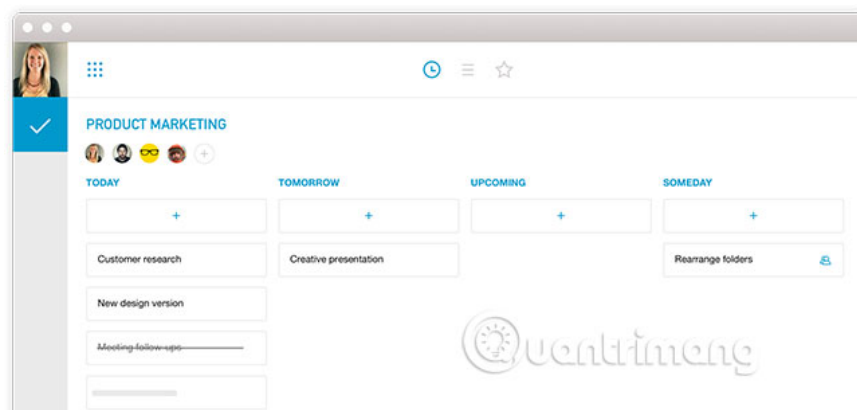 PRODUCT MARKETING
TODAY TOMORROW UPCOMING SOMEDAY
+ + + +
Customer research Creative presentation Rearrange folders
New design version
Meeting follow-ups
Quantrimang